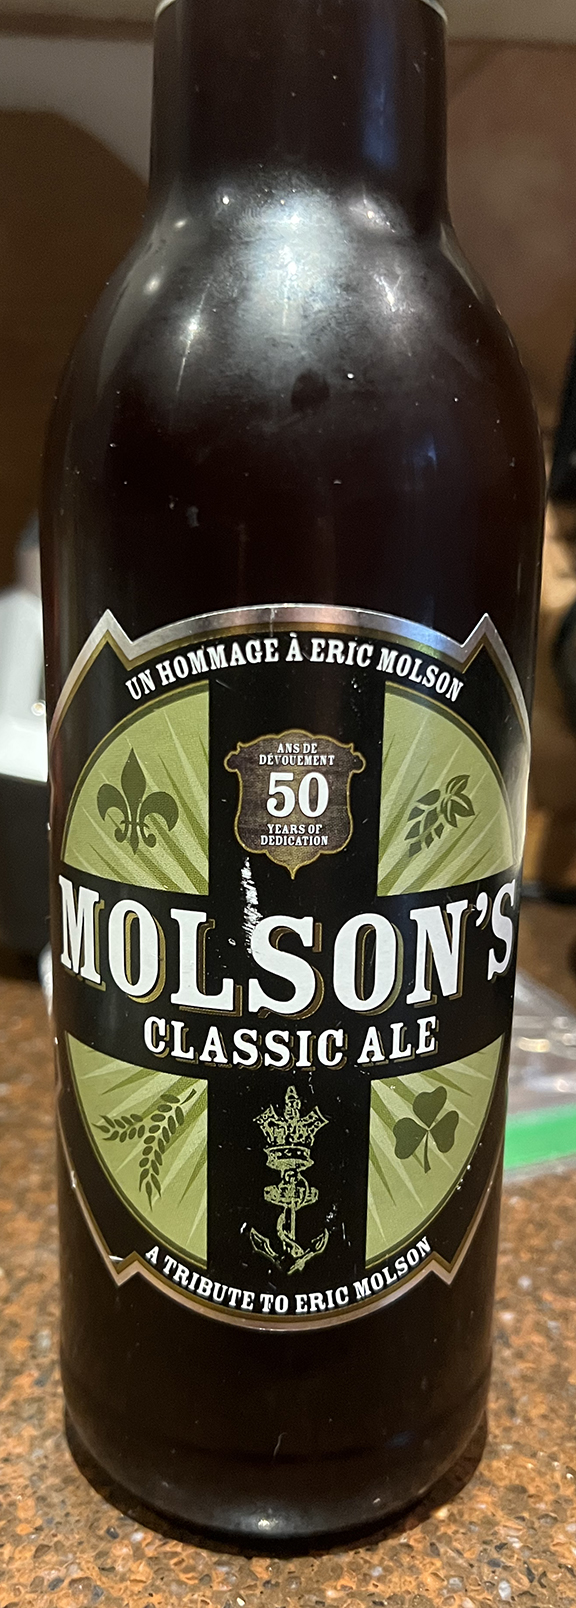 UN HOMMAGE À ERIC MOLSON
ANS DE
DÉVOUEMENT
50
YEARS OF
DEDICATION
MOLSON'S
CLASSIC ALE
A TRIBUTE TO ERIC MOLSON